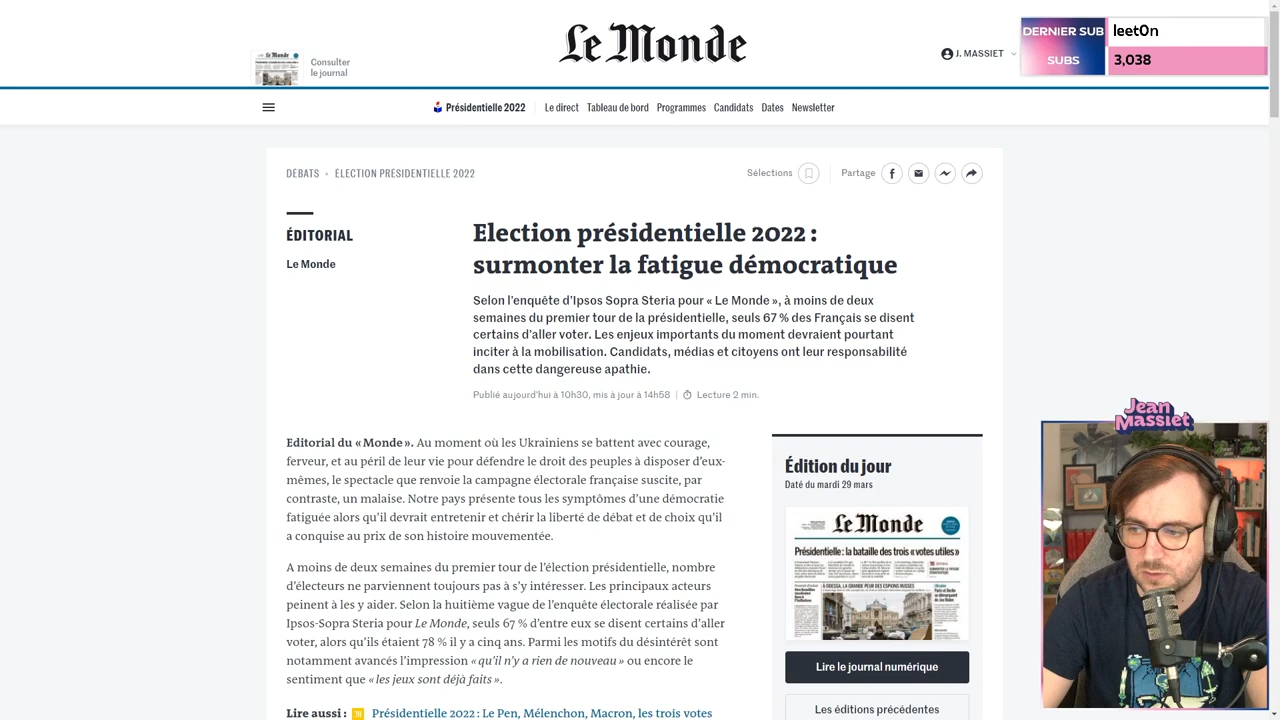 Le Monde
Consulter
le journal
J. MASSIET
DERNIER SUB
leet0n
SUBS
3,038
Présidentielle 2022
Le direct
Tableau de bord
Programmes
Candidats
Dates
Newsletter
DÉBATS • ÉLECTION PRÉSIDENTIELLE 2022
Sélections
Partage
ÉDITORIAL
Le Monde
Election présidentielle 2022 :
surmonter la fatigue démocratique
Selon l'enquête d'Ipsos Sopra Steria pour « Le Monde », à moins de deux
semaines du premier tour de la présidentielle, seuls 67 % des Français se disent
certains d'aller voter. Les enjeux importants du moment devraient pourtant
inciter à la mobilisation. Candidats, médias et citoyens ont leur responsabilité
dans cette dangereuse apathie.
Publié aujourd'hui à 10h30, mis à jour à 14h58 | Lecture 2 min.
Editorial du « Monde ». Au moment où les Ukrainiens se battent avec courage,
ferveur, et au péril de leur vie pour défendre le droit des peuples à disposer d'eux-
mêmes, le spectacle que renvoie la campagne électorale française suscite, par
contraste, un malaise. Notre pays présente tous les symptômes d'une démocratie
fatiguée alors qu'il devrait entretenir et chérir la liberté de débat et de choix qu'il
a conquise au prix de son histoire mouvementée.
A moins de deux semaines du premier tour de l'élection présidentielle, nombre
d'électeurs ne parviennent toujours pas à s'y intéresser. Les principaux acteurs
peinent à les y aider. Selon la huitième vague de l'enquête électorale réalisée par
Ipsos-Sopra Steria pour Le Monde, seuls 67 % d'entre eux se disent certains d'aller
voter, alors qu'ils étaient 78 % il y a cinq ans. Parmi les motifs du désintérêt sont
notamment avancés l'impression « qu'il n'y a rien de nouveau » ou encore le
sentiment que « les jeux sont déjà faits ».
Lire aussi : Présidentielle 2022 : Le Pen, Mélenchon, Macron, les trois votes
Édition du jour
Daté du mardi 29 mars
Le Monde
Présidentielle : la bataille des trois « votes utiles »
Lire le journal numérique
Les éditions précédentes
Jean
Massiet